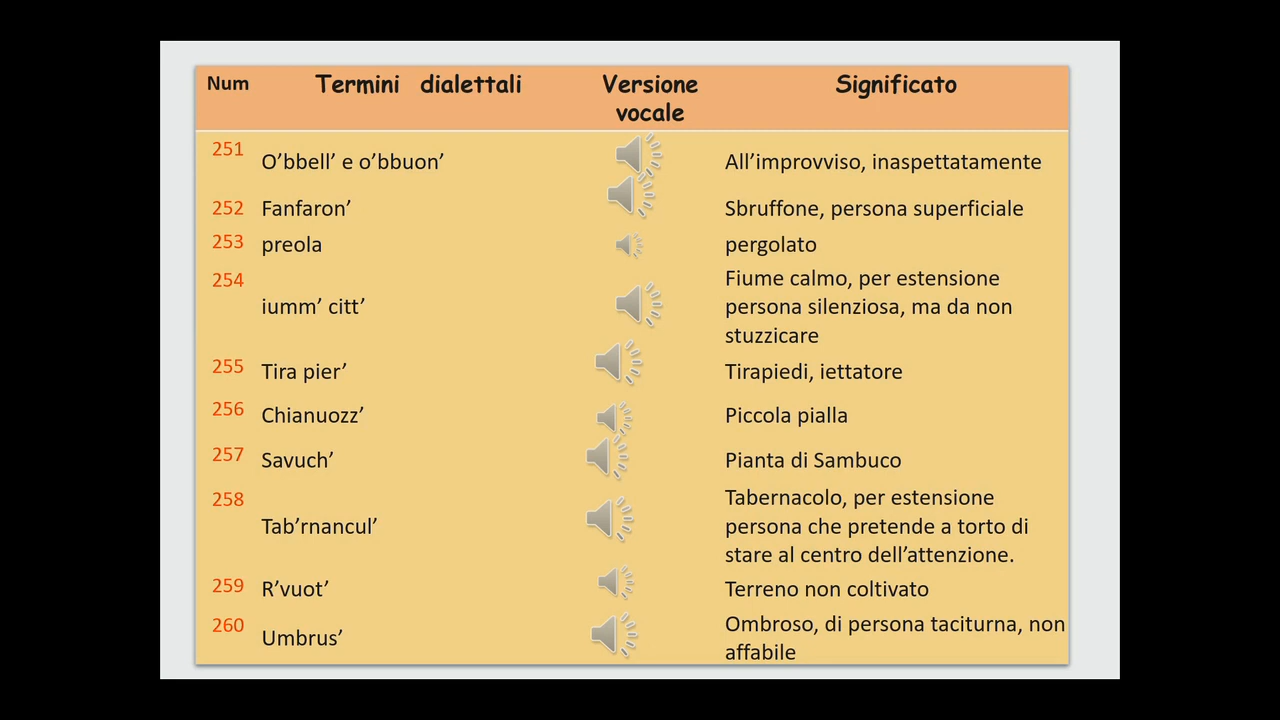 Num Termini dialettali Versione Significato
vocale
251 O’bbell’ e o’bbuon’ All’improvviso, inaspettatamente
252 Fanfaron’ Sbruffone, persona superficiale
253 preola pergolato
254 iumm’ citt’ Fiume calmo, per estensione
persona silenziosa, ma da non
stuzzicare
255 Tira pier’ Tirapiedi, iettatore
256 Chianuozz’ Piccola pialla
257 Savuch’ Pianta di Sambuco
258 Tab’rnancul’ Tabernacolo, per estensione
persona che pretende a torto di
stare al centro dell’attenzione.
259 R’vuot’ Terreno non coltivato
260 Umbrus’ Ombroso, di persona taciturna, non
affabile